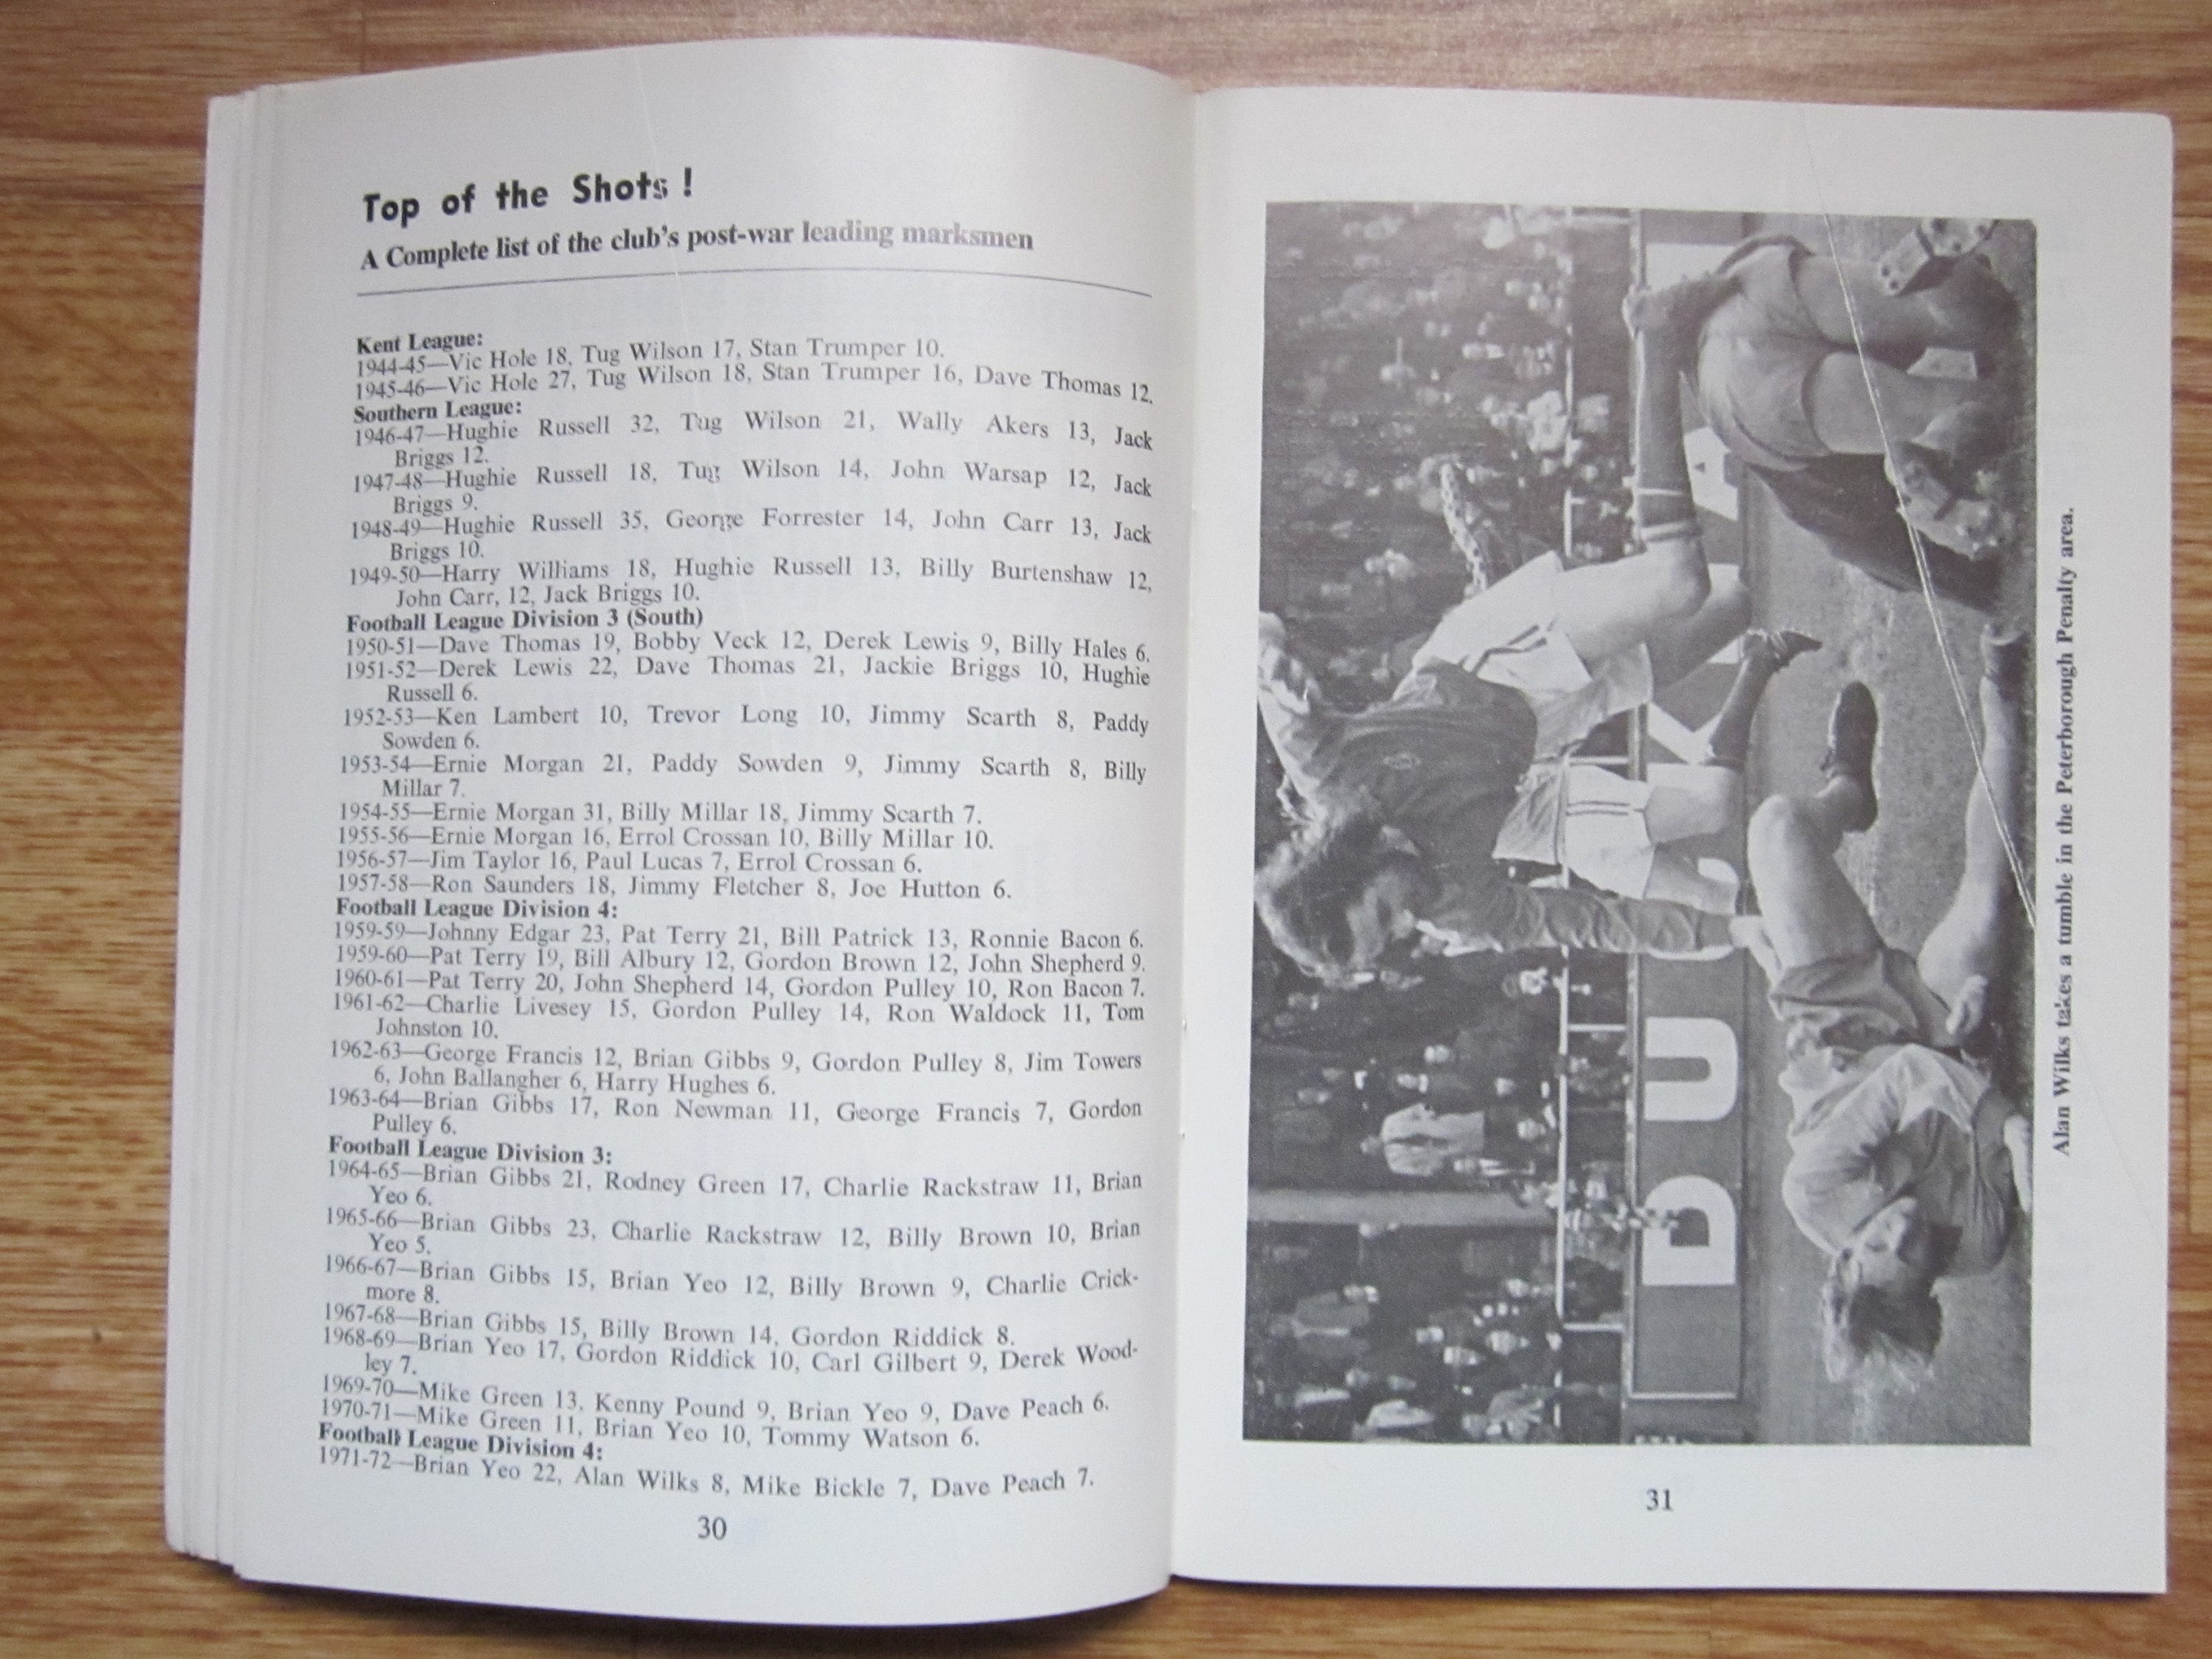 Top of the Shots !
A Complete list of the club's post-war leading marksmen
Kent League:
1944-45—Vic Hole 18, Tug Wilson 17, Stan Trumper 10.
1945-46—Vic Hole 27, Tug Wilson 18, Stan Trumper 16, Dave Thomas 12.
Southern League:
1946-47—Hughie Russell 32, Tug Wilson 21, Wally Akers 13, Jack
Briggs 12.
1947-48—Hughie Russell 18, Tug Wilson 14, John Warsap 12, Jack
Briggs 9.
1948-49—Hughie Russell 35, George Forrester 14, John Carr 13, Jack
Briggs 10.
1949-50—Harry Williams 18, Hughie Russell 13, Billy Burtenshaw 12,
John Carr, 12, Jack Briggs 10.
Football League Division 3 (South)
1950-51—Dave Thomas 19, Bobby Veck 12, Derek Lewis 9, Billy Hales 6.
1951-52—Derek Lewis 22, Dave Thomas 21, Jackie Briggs 10, Hughie
Russell 6.
1952-53—Ken Lambert 10, Trevor Long 10, Jimmy Scarth 8, Paddy
Sowden 6.
1953-54—Ernie Morgan 21, Paddy Sowden 9, Jimmy Scarth 8, Billy
Millar 7.
1954-55—Ernie Morgan 31, Billy Millar 18, Jimmy Scarth 7.
1955-56—Ernie Morgan 16, Errol Crossan 10, Billy Millar 10.
1956-57—Jim Taylor 16, Paul Lucas 7, Errol Crossan 6.
1957-58—Ron Saunders 18, Jimmy Fletcher 8, Joe Hutton 6.
Football League Division 4:
1959-59—Johnny Edgar 23, Pat Terry 21, Bill Patrick 13, Ronnie Bacon 6.
1959-60—Pat Terry 19, Bill Albury 12, Gordon Brown 12, John Shepherd 9.
1960-61—Pat Terry 20, John Shepherd 14, Gordon Pulley 10, Ron Bacon 7.
1961-62—Charlie Livesey 15, Gordon Pulley 14, Ron Waldock 11, Tom
Johnston 10.
1962-63—George Francis 12, Brian Gibbs 9, Gordon Pulley 8, Jim Towers
6, John Ballangher 6, Harry Hughes 6.
1963-64—Brian Gibbs 17, Ron Newman 11, George Francis 7, Gordon
Pulley 6.
Football League Division 3:
1964-65—Brian Gibbs 21, Rodney Green 17, Charlie Rackstraw 11, Brian
Yeo 6.
1965-66—Brian Gibbs 23, Charlie Rackstraw 12, Billy Brown 10, Brian
Yeo 5.
1966-67—Brian Gibbs 15, Brian Yeo 12, Billy Brown 9, Charlie Crick-
more 8.
1967-68—Brian Gibbs 15, Billy Brown 14, Gordon Riddick 8.
1968-69—Brian Yeo 17, Gordon Riddick 10, Carl Gilbert 9, Derek Wood-
ley 7.
1969-70—Mike Green 13, Kenny Pound 9, Brian Yeo 9, Dave Peach 6.
1970-71—Mike Green 11, Brian Yeo 10, Tommy Watson 6.
Football League Division 4:
1971-72—Brian Yeo 22, Alan Wilks 8, Mike Bickle 7, Dave Peach 7.
30
Alan Wilks takes a tumble in the Peterborough Penalty area.
31